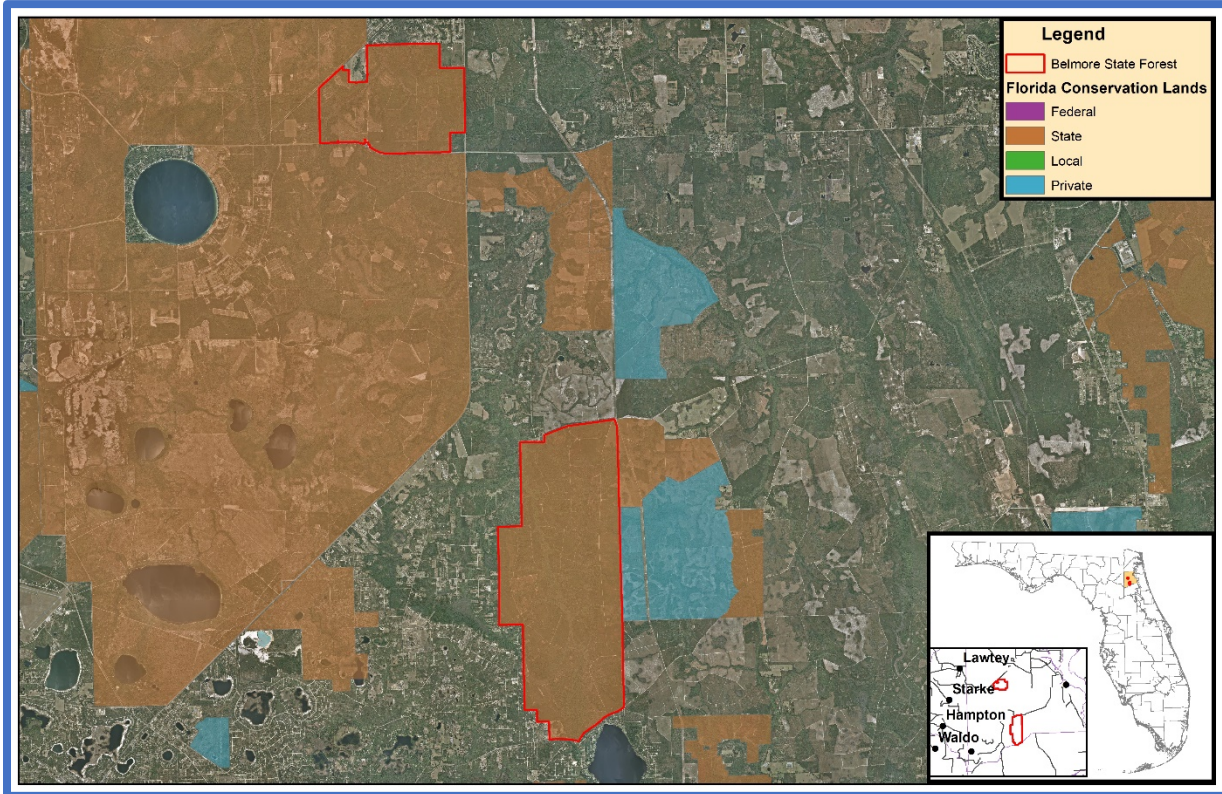 Legend
Belmore State Forest
Florida Conservation Lands
Federal
State
Local
Private
Lawtey
Starke
Hampton
Waldo